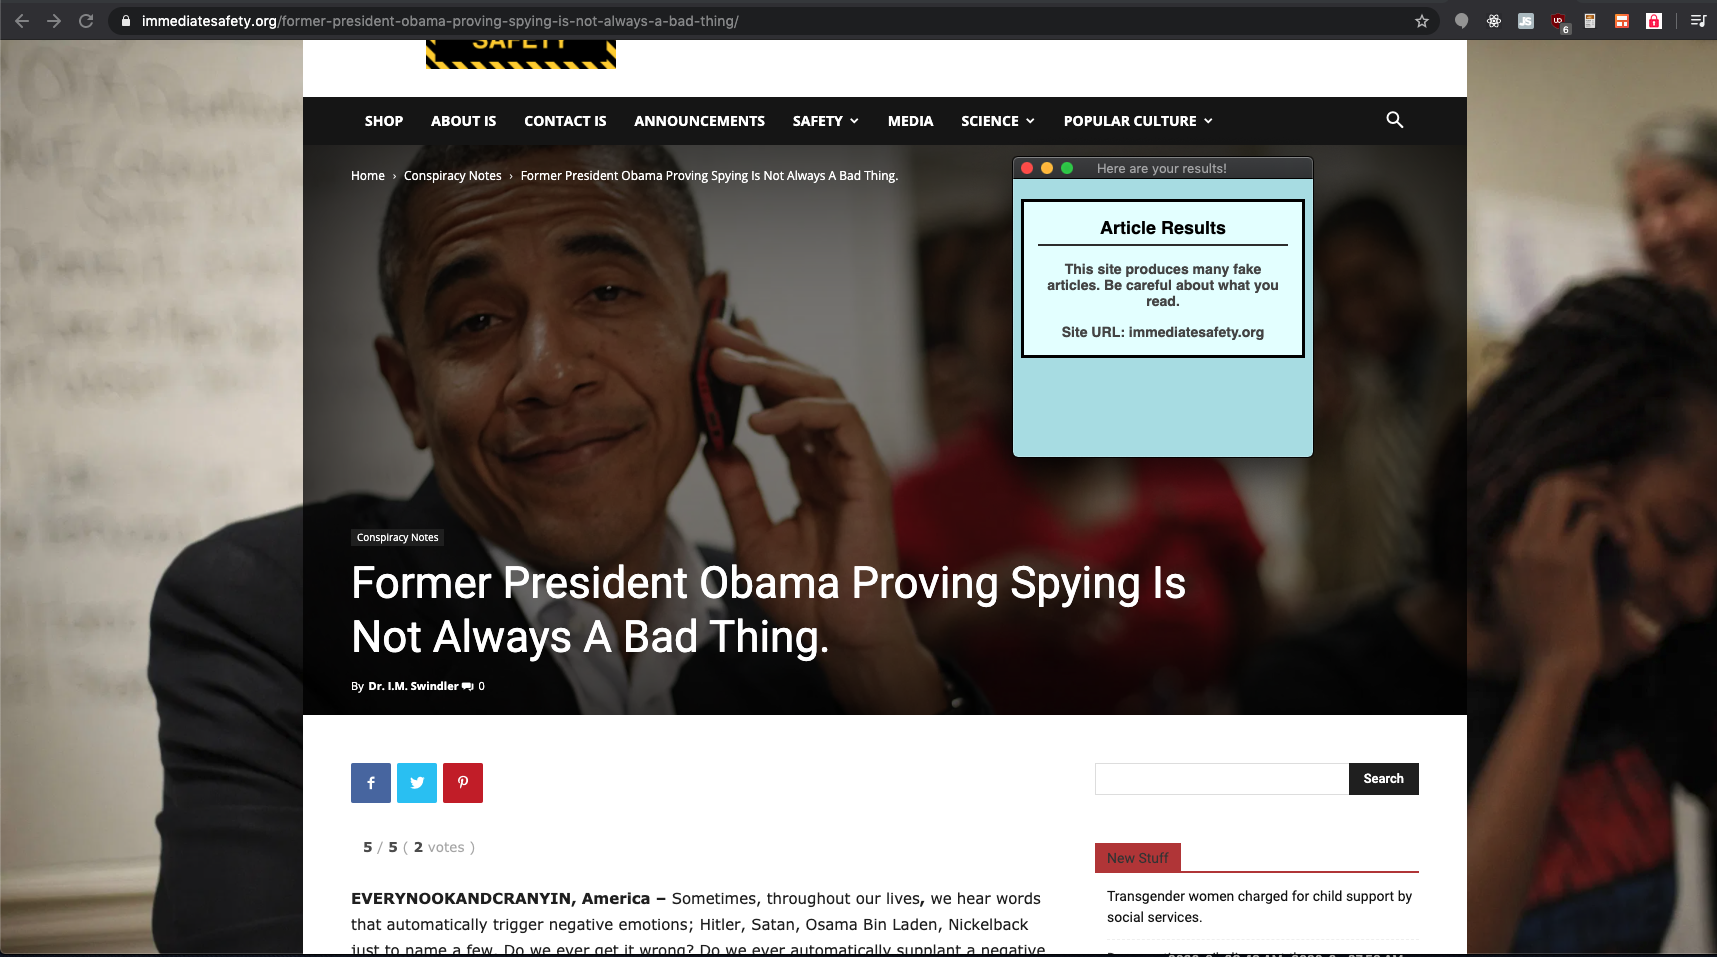 immediatesafety.org/former-president-obama-proving-spying-is-not-always-a-bad-thing/
JS
UD
6
SAFETY
SHOP ABOUT IS CONTACT IS ANNOUNCEMENTS SAFETY MEDIA SCIENCE POPULAR CULTURE
Home › Conspiracy Notes › Former President Obama Proving Spying Is Not Always A Bad Thing.
Here are your results!
Article Results
This site produces many fake
articles. Be careful about what you
read.
Site URL: immediatesafety.org
Conspiracy Notes
Former President Obama Proving Spying Is
Not Always A Bad Thing.
By Dr. I.M. Swindler 0
Search
5 / 5 ( 2 votes )
New Stuff
EVERYNOOKANDCRANYIN, America – Sometimes, throughout our lives, we hear words
that automatically trigger negative emotions; Hitler, Satan, Osama Bin Laden, Nickelback
just to name a few. Do we ever get it wrong? Do we ever automatically supplant a negative
Transgender women charged for child support by
social services.